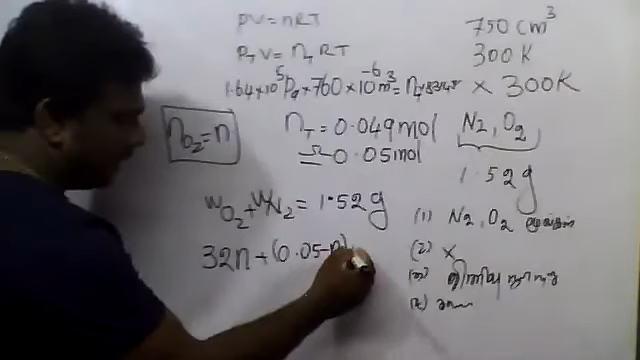 PV = nRT
P_T V = n_T RT
1.64×10⁵ Pa × 760 × 10⁻⁶ m³ = n_T × 8.314 × 300K
n_T = 0.049 mol
≏ 0.05 mol
n_O₂ = n
W_O₂ + W_N₂ = 1.52 g
32n + (0.05-n)
750 cm³
300 K
N₂, O₂
1.52 g
(1) N₂, O₂
(2) X